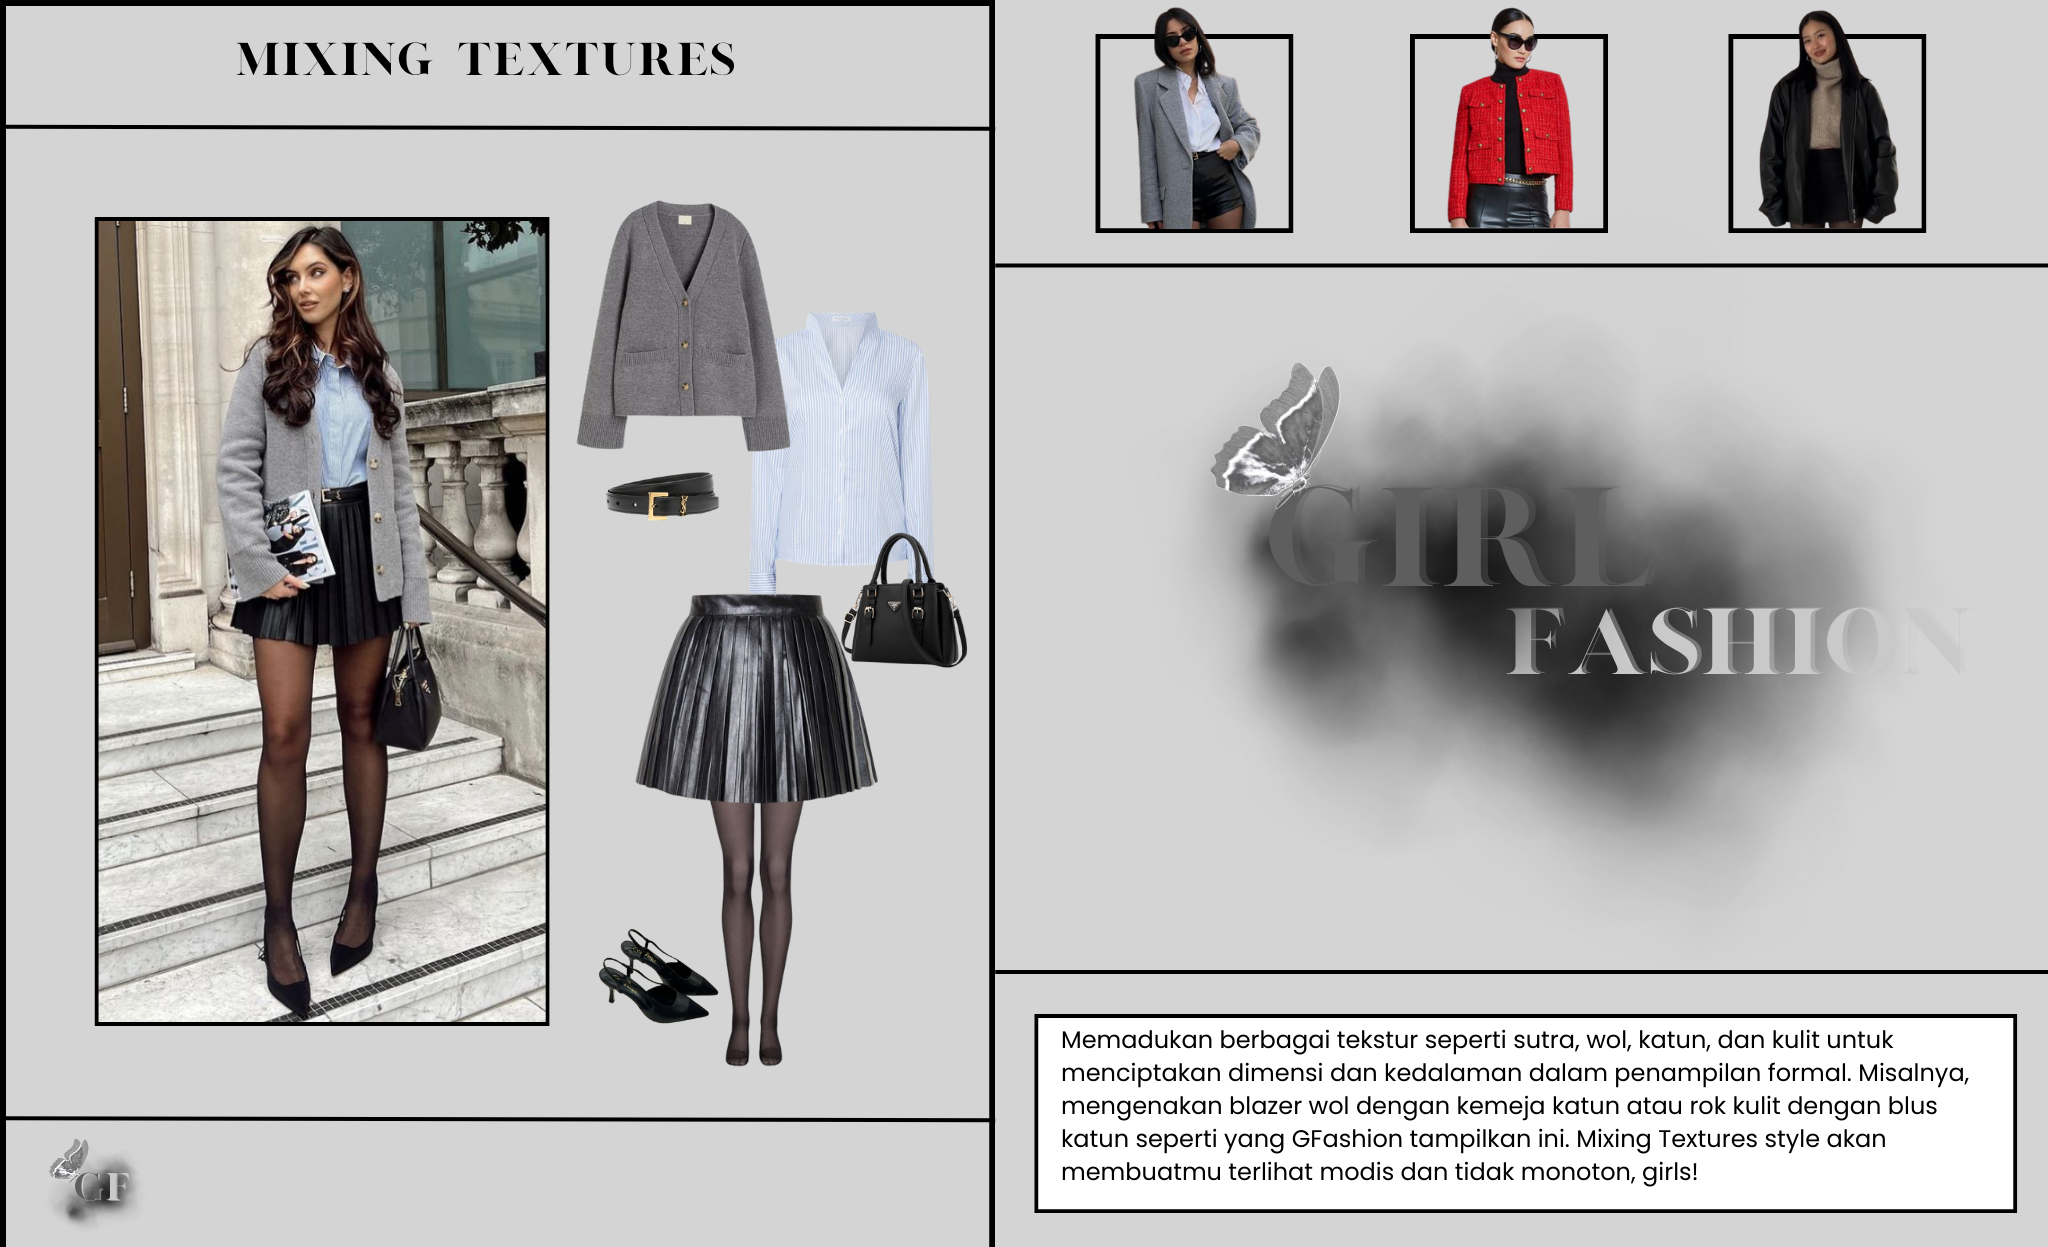 MIXING TEXTURES
GIRL
FASHION
Memadukan berbagai tekstur seperti sutra, wol, katun, dan kulit untuk
menciptakan dimensi dan kedalaman dalam penampilan formal. Misalnya,
mengenakan blazer wol dengan kemeja katun atau rok kulit dengan blus
katun seperti yang GFashion tampilkan ini. Mixing Textures style akan
membuatmu terlihat modis dan tidak monoton, girls!
GF